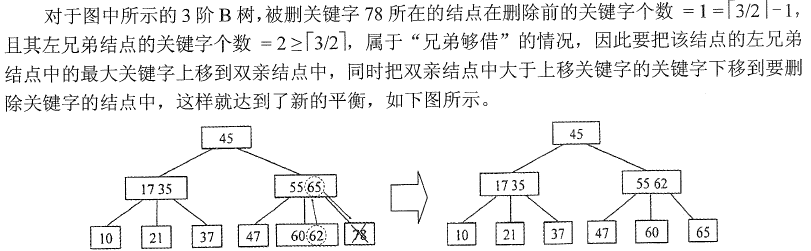 对于图中所示的 3 阶 B 树，被删关键字 78 所在的结点在删除前的关键字个数 = 1 = ⌈3/2⌉ − 1，
且其左兄弟结点的关键字个数 = 2 ≥ ⌈3/2⌉，属于“兄弟够借”的情况，因此要把该结点的左兄弟
结点中的最大关键字上移到双亲结点中，同时把双亲结点中大于上移关键字的关键字下移到要删
除关键字的结点中，这样就达到了新的平衡，如下图所示。
45 45
17 35 55 65 17 35 55 62
10 21 37 47 60 62 78 10 21 37 47 60 65